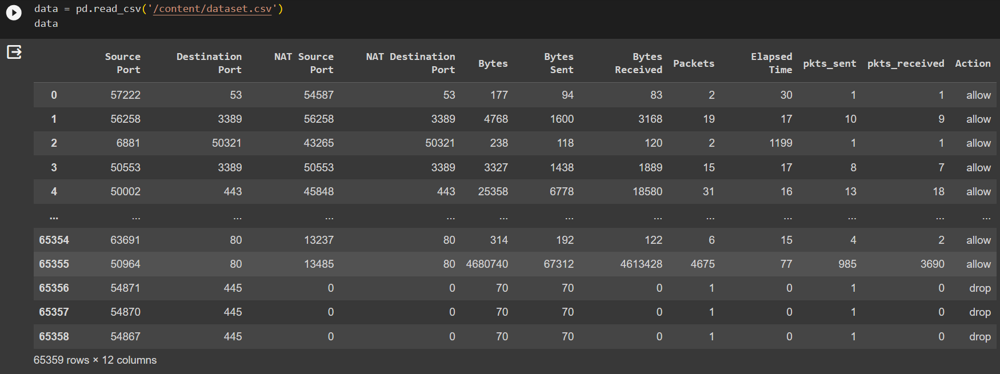 data = pd.read_csv('/content/dataset.csv')
data
Source Port Destination Port NAT Source Port NAT Destination Port Bytes Bytes Sent Bytes Received Packets Elapsed Time pkts_sent pkts_received Action
0 57222 53 54587 53 177 94 83 2 30 1 1 allow
1 56258 3389 56258 3389 4768 1600 3168 19 17 10 9 allow
2 6881 50321 43265 50321 238 118 120 2 1199 1 1 allow
3 50553 3389 50553 3389 3327 1438 1889 15 17 8 7 allow
4 50002 443 45848 443 25358 6778 18580 31 16 13 18 allow
... ... ... ... ... ... ... ... ... ... ... ... ...
65354 63691 80 13237 80 314 192 122 6 15 4 2 allow
65355 50964 80 13485 80 4680740 67312 4613428 4675 77 985 3690 allow
65356 54871 445 0 0 70 70 0 1 0 1 0 drop
65357 54870 445 0 0 70 70 0 1 0 1 0 drop
65358 54867 445 0 0 70 70 0 1 0 1 0 drop
65359 rows × 12 columns